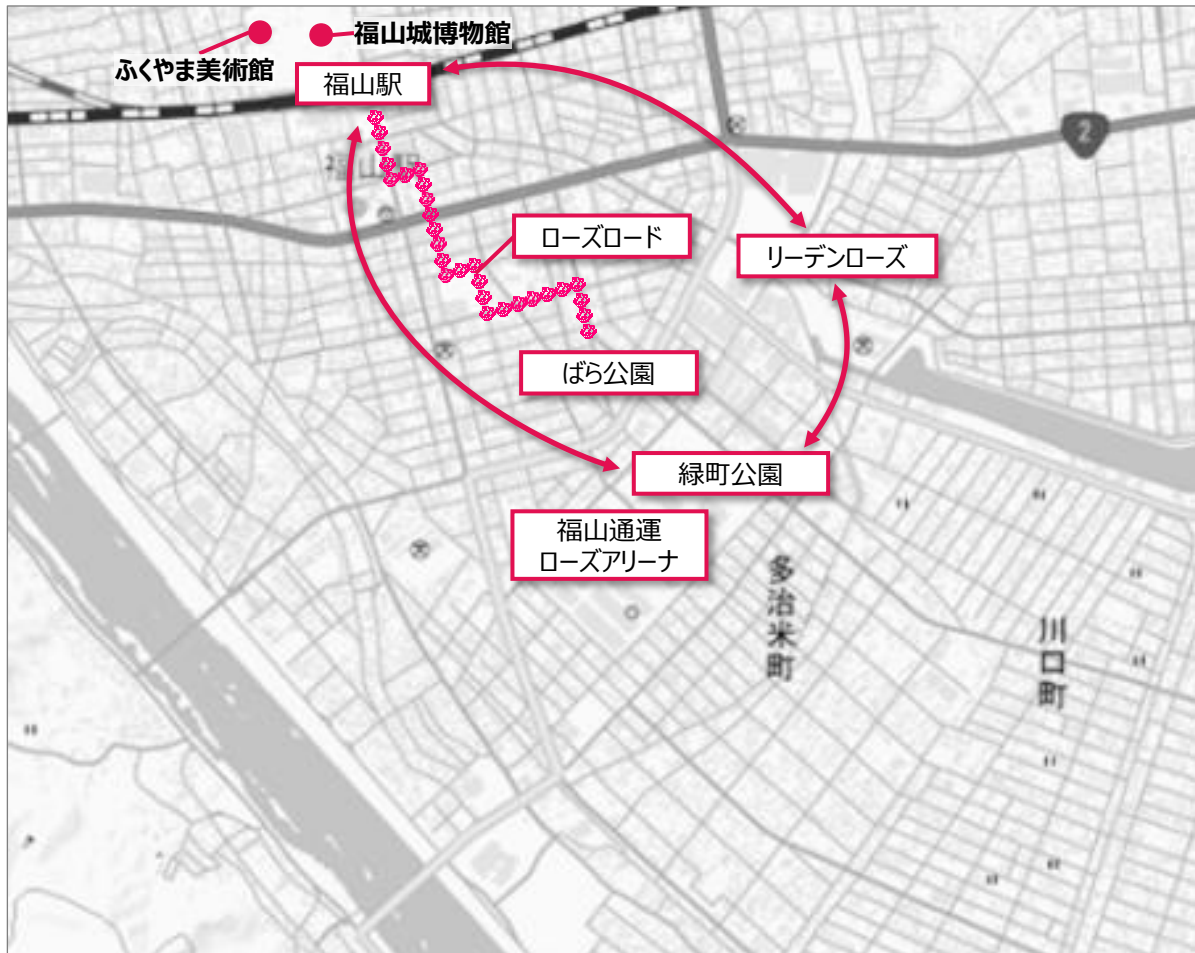 福山城博物館
ふくやま美術館
福山駅
2
ローズロード
リーデンローズ
ばら公園
緑町公園
福山通運
ローズアリーナ
多治米町
川口町